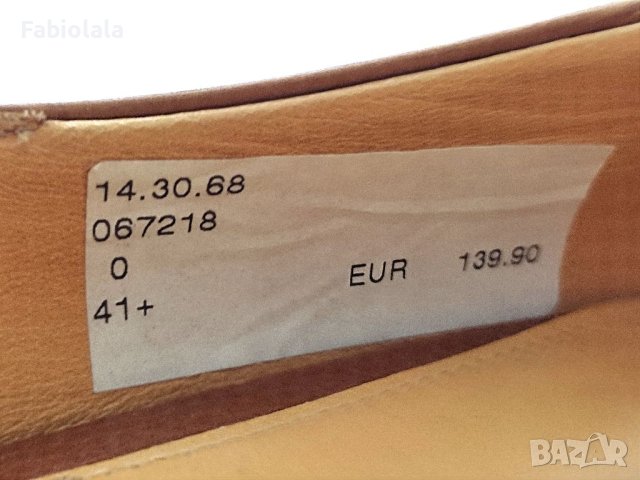 Fabiolala
14.30.68
067218
0
EUR 139.90
41+
BAZAR